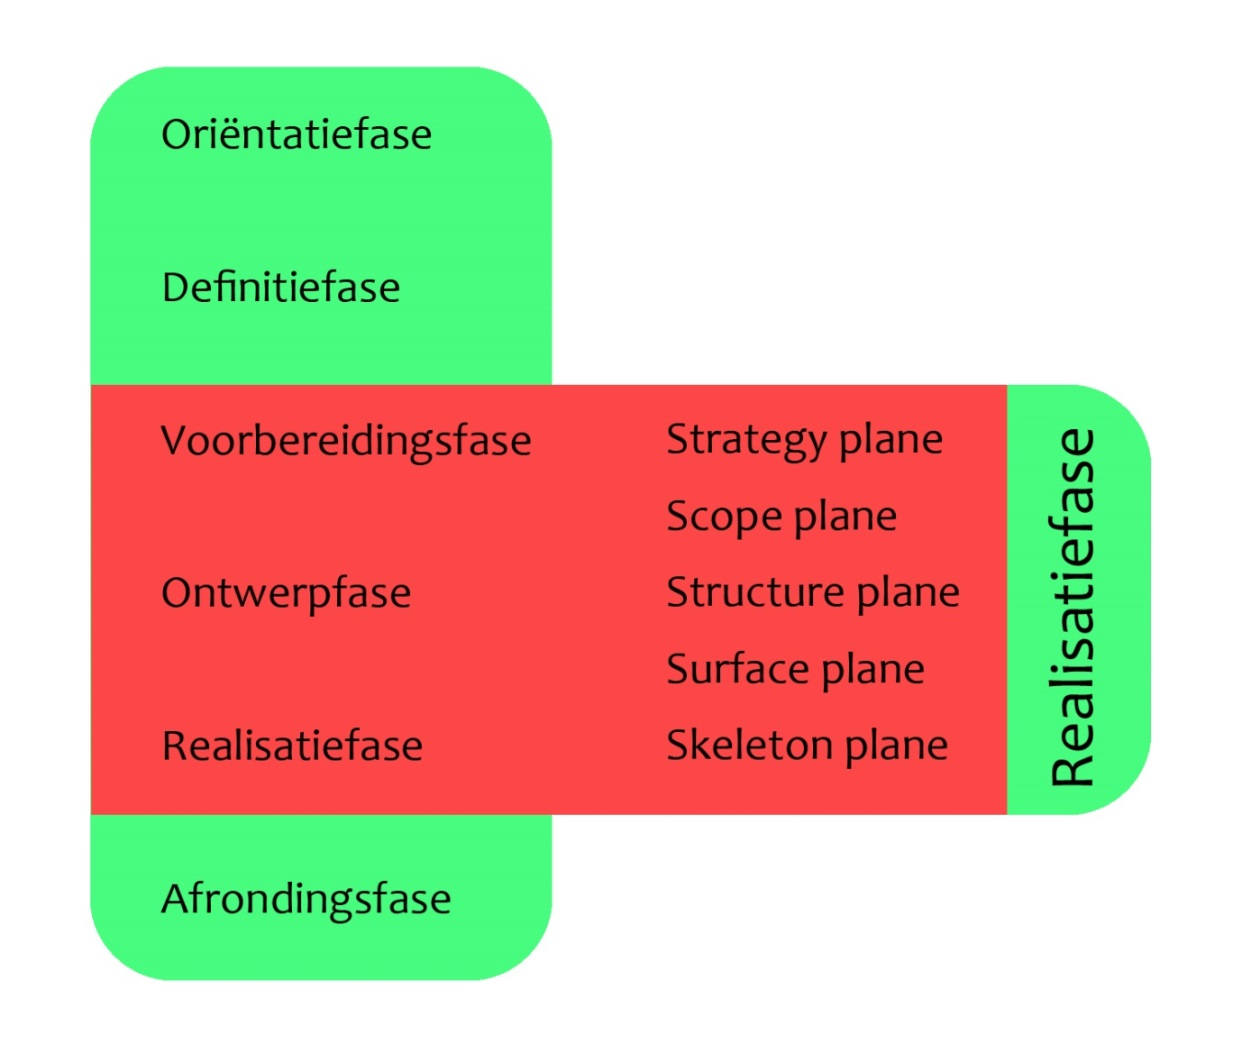 Oriëntatiefase
Definitiefase
Voorbereidingsfase
Ontwerpfase
Realisatiefase
Afrondingsfase
Strategy plane
Scope plane
Structure plane
Surface plane
Skeleton plane
Realisatiefase